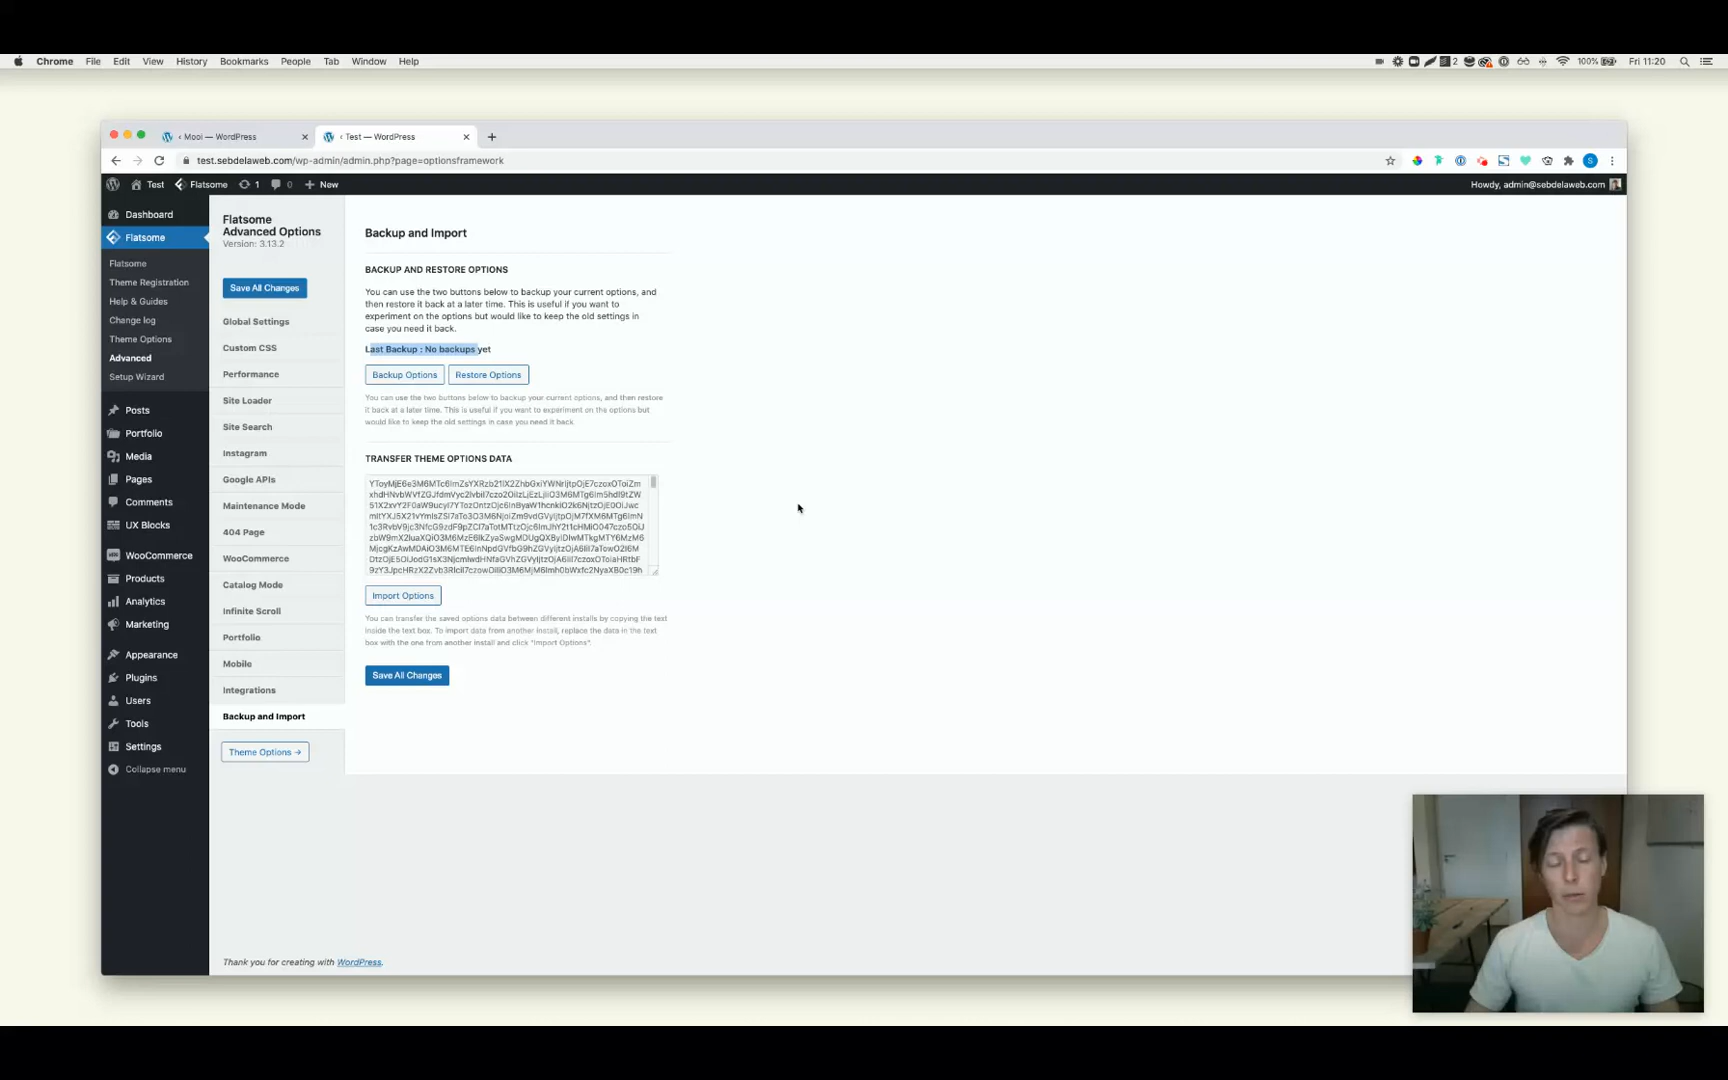 Chrome File Edit View History Bookmarks People Tab Window Help
2 100% Fri 11:20
‹ Mooi — WordPress
‹ Test — WordPress
test.sebdelaweb.com/wp-admin/admin.php?page=optionsframework
S
Test Flatsome 1 0 New
Howdy, admin@sebdelaweb.com
Dashboard
Flatsome
Flatsome
Theme Registration
Help & Guides
Change log
Theme Options
Advanced
Setup Wizard
Posts
Portfolio
Media
Pages
Comments
UX Blocks
WooCommerce
Products
Analytics
Marketing
Appearance
Plugins
Users
Tools
Settings
Collapse menu
Flatsome
Advanced Options
Version: 3.13.2
Save All Changes
Global Settings
Custom CSS
Performance
Site Loader
Site Search
Instagram
Google APIs
Maintenance Mode
404 Page
WooCommerce
Catalog Mode
Infinite Scroll
Portfolio
Mobile
Integrations
Backup and Import
Theme Options →
Backup and Import
BACKUP AND RESTORE OPTIONS
You can use the two buttons below to backup your current options, and
then restore it back at a later time. This is useful if you want to
experiment on the options but would like to keep the old settings in
case you need it back.
Last Backup : No backups yet
Backup Options Restore Options
You can use the two buttons below to backup your current options, and then restore
it back at a later time. This is useful if you want to experiment on the options but
would like to keep the old settings in case you need it back.
TRANSFER THEME OPTIONS DATA
Import Options
You can transfer the saved options data between different installs by copying the text
inside the text box. To import data from another install, replace the data in the text
box with the one from another install and click "Import Options".
Save All Changes
Thank you for creating with WordPress.